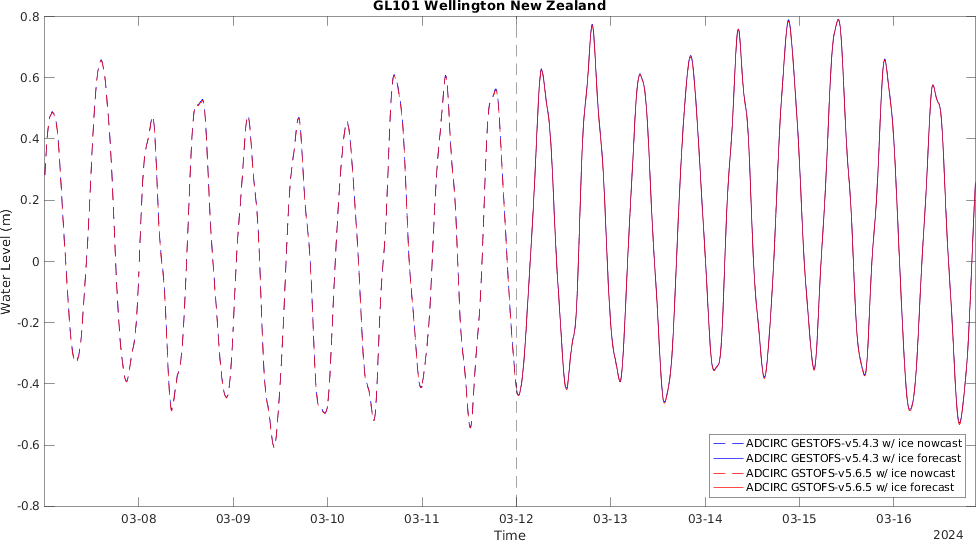 GL101 Wellington New Zealand
0.8
0.6
0.4
0.2
0
-0.2
-0.4
-0.6
-0.8
Water Level (m)
ADCIRC GESTOFS-v5.4.3 w/ ice nowcast
ADCIRC GESTOFS-v5.4.3 w/ ice forecast
ADCIRC GSTOFS-v5.6.5 w/ ice nowcast
ADCIRC GSTOFS-v5.6.5 w/ ice forecast
03-08 03-09 03-10 03-11 03-12 03-13 03-14 03-15 03-16
Time
2024